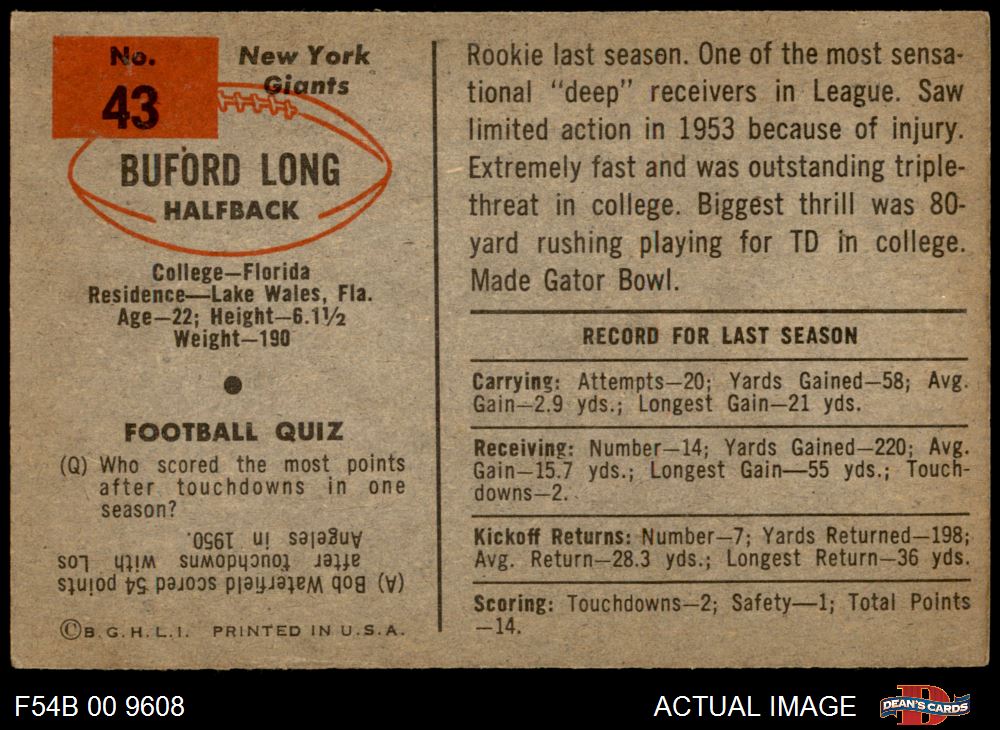 No.
43
New York
Giants
BUFORD LONG
HALFBACK
College—Florida
Residence—Lake Wales, Fla.
Age—22; Height—6.1½
Weight—190
FOOTBALL QUIZ
(Q) Who scored the most points
after touchdowns in one
season?
(A) Bob Waterfield scored 54 points
after touchdowns with Los
Angeles in 1950.
©B.G.H.L.I. PRINTED IN U.S.A.
Rookie last season. One of the most sensa-
tional "deep" receivers in League. Saw
limited action in 1953 because of injury.
Extremely fast and was outstanding triple-
threat in college. Biggest thrill was 80-
yard rushing playing for TD in college.
Made Gator Bowl.
RECORD FOR LAST SEASON
Carrying: Attempts—20; Yards Gained—58; Avg.
Gain—2.9 yds.; Longest Gain—21 yds.
Receiving: Number—14; Yards Gained—220; Avg.
Gain—15.7 yds.; Longest Gain—55 yds.; Touch-
downs—2.
Kickoff Returns: Number—7; Yards Returned—198;
Avg. Return—28.3 yds.; Longest Return—36 yds.
Scoring: Touchdowns—2; Safety—1; Total Points
—14.
F54B 00 9608
ACTUAL IMAGE
D
DEAN'S CARDS